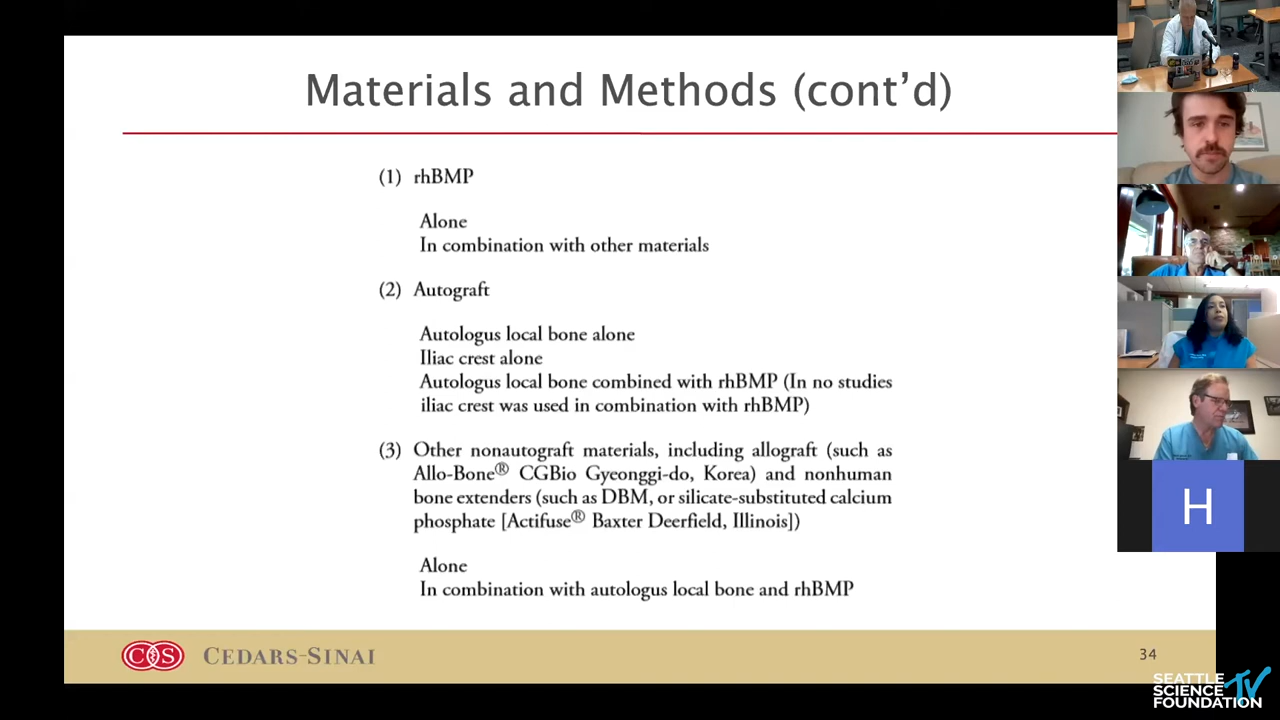 Materials and Methods (cont'd)
(1) rhBMP
Alone
In combination with other materials
(2) Autograft
Autologus local bone alone
Iliac crest alone
Autologus local bone combined with rhBMP (In no studies
iliac crest was used in combination with rhBMP)
(3) Other nonautograft materials, including allograft (such as
Allo-Bone® CGBio Gyeonggi-do, Korea) and nonhuman
bone extenders (such as DBM, or silicate-substituted calcium
phosphate [Actifuse® Baxter Deerfield, Illinois])
Alone
In combination with autologus local bone and rhBMP
CS CEDARS-SINAI
34
H
SEATTLE
SCIENCE
FOUNDATION TV